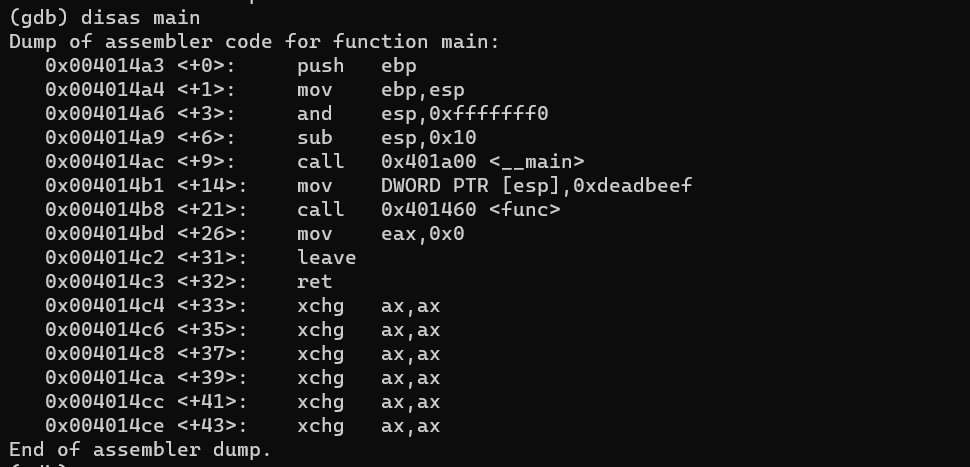 (gdb) disas main
Dump of assembler code for function main:
   0x004014a3 <+0>:     push   ebp
   0x004014a4 <+1>:     mov    ebp,esp
   0x004014a6 <+3>:     and    esp,0xfffffff0
   0x004014a9 <+6>:     sub    esp,0x10
   0x004014ac <+9>:     call   0x401a00 <__main>
   0x004014b1 <+14>:    mov    DWORD PTR [esp],0xdeadbeef
   0x004014b8 <+21>:    call   0x401460 <func>
   0x004014bd <+26>:    mov    eax,0x0
   0x004014c2 <+31>:    leave
   0x004014c3 <+32>:    ret
   0x004014c4 <+33>:    xchg   ax,ax
   0x004014c6 <+35>:    xchg   ax,ax
   0x004014c8 <+37>:    xchg   ax,ax
   0x004014ca <+39>:    xchg   ax,ax
   0x004014cc <+41>:    xchg   ax,ax
   0x004014ce <+43>:    xchg   ax,ax
End of assembler dump.